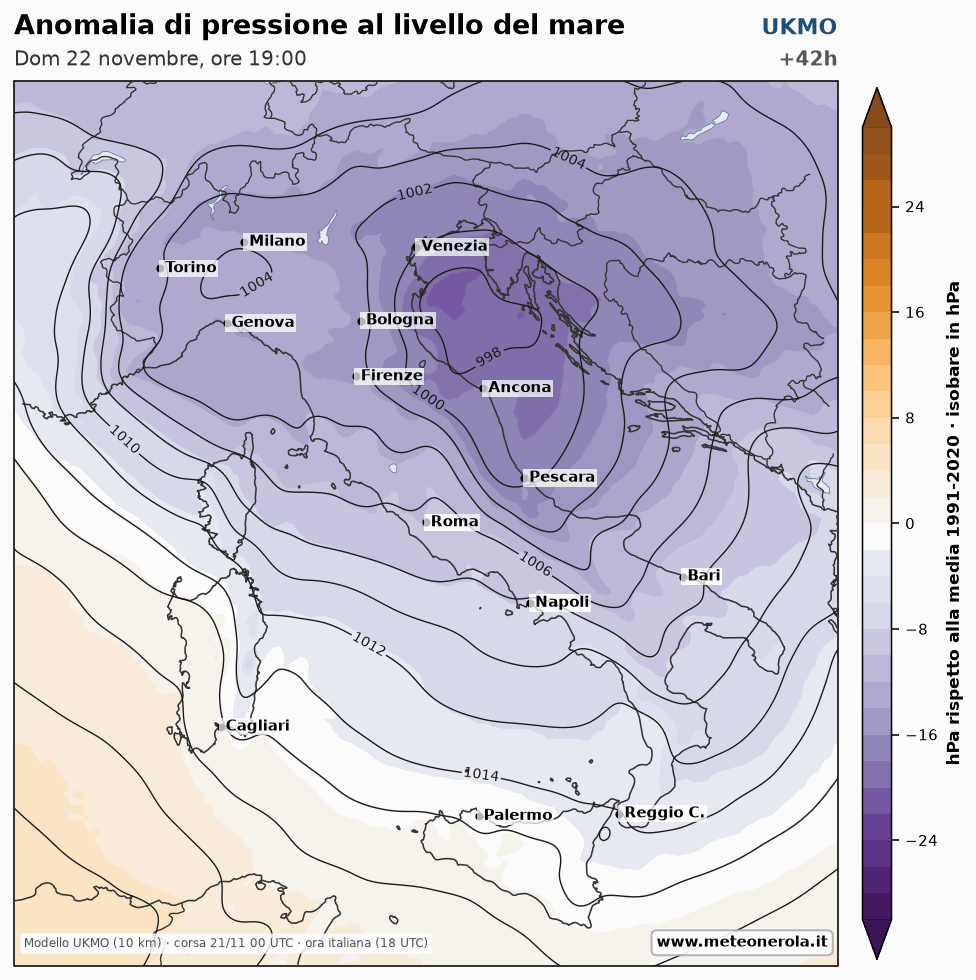 Anomalia di pressione al livello del mare
UKMO
Dom 22 novembre, ore 19:00
+42h
1004
1002
Venezia
Milano
Torino
1004
Genova
Bologna
998
Firenze
Ancona
1000
1010
Pescara
Roma
1006
Bari
Napoli
1012
Cagliari
1014
Palermo
Reggio C.
24
16
8
0
−8
−16
−24
hPa rispetto alla media 1991-2020 · isobare in hPa
Modello UKMO (10 km) · corsa 21/11 00 UTC · ora italiana (18 UTC)
www.meteonerola.it